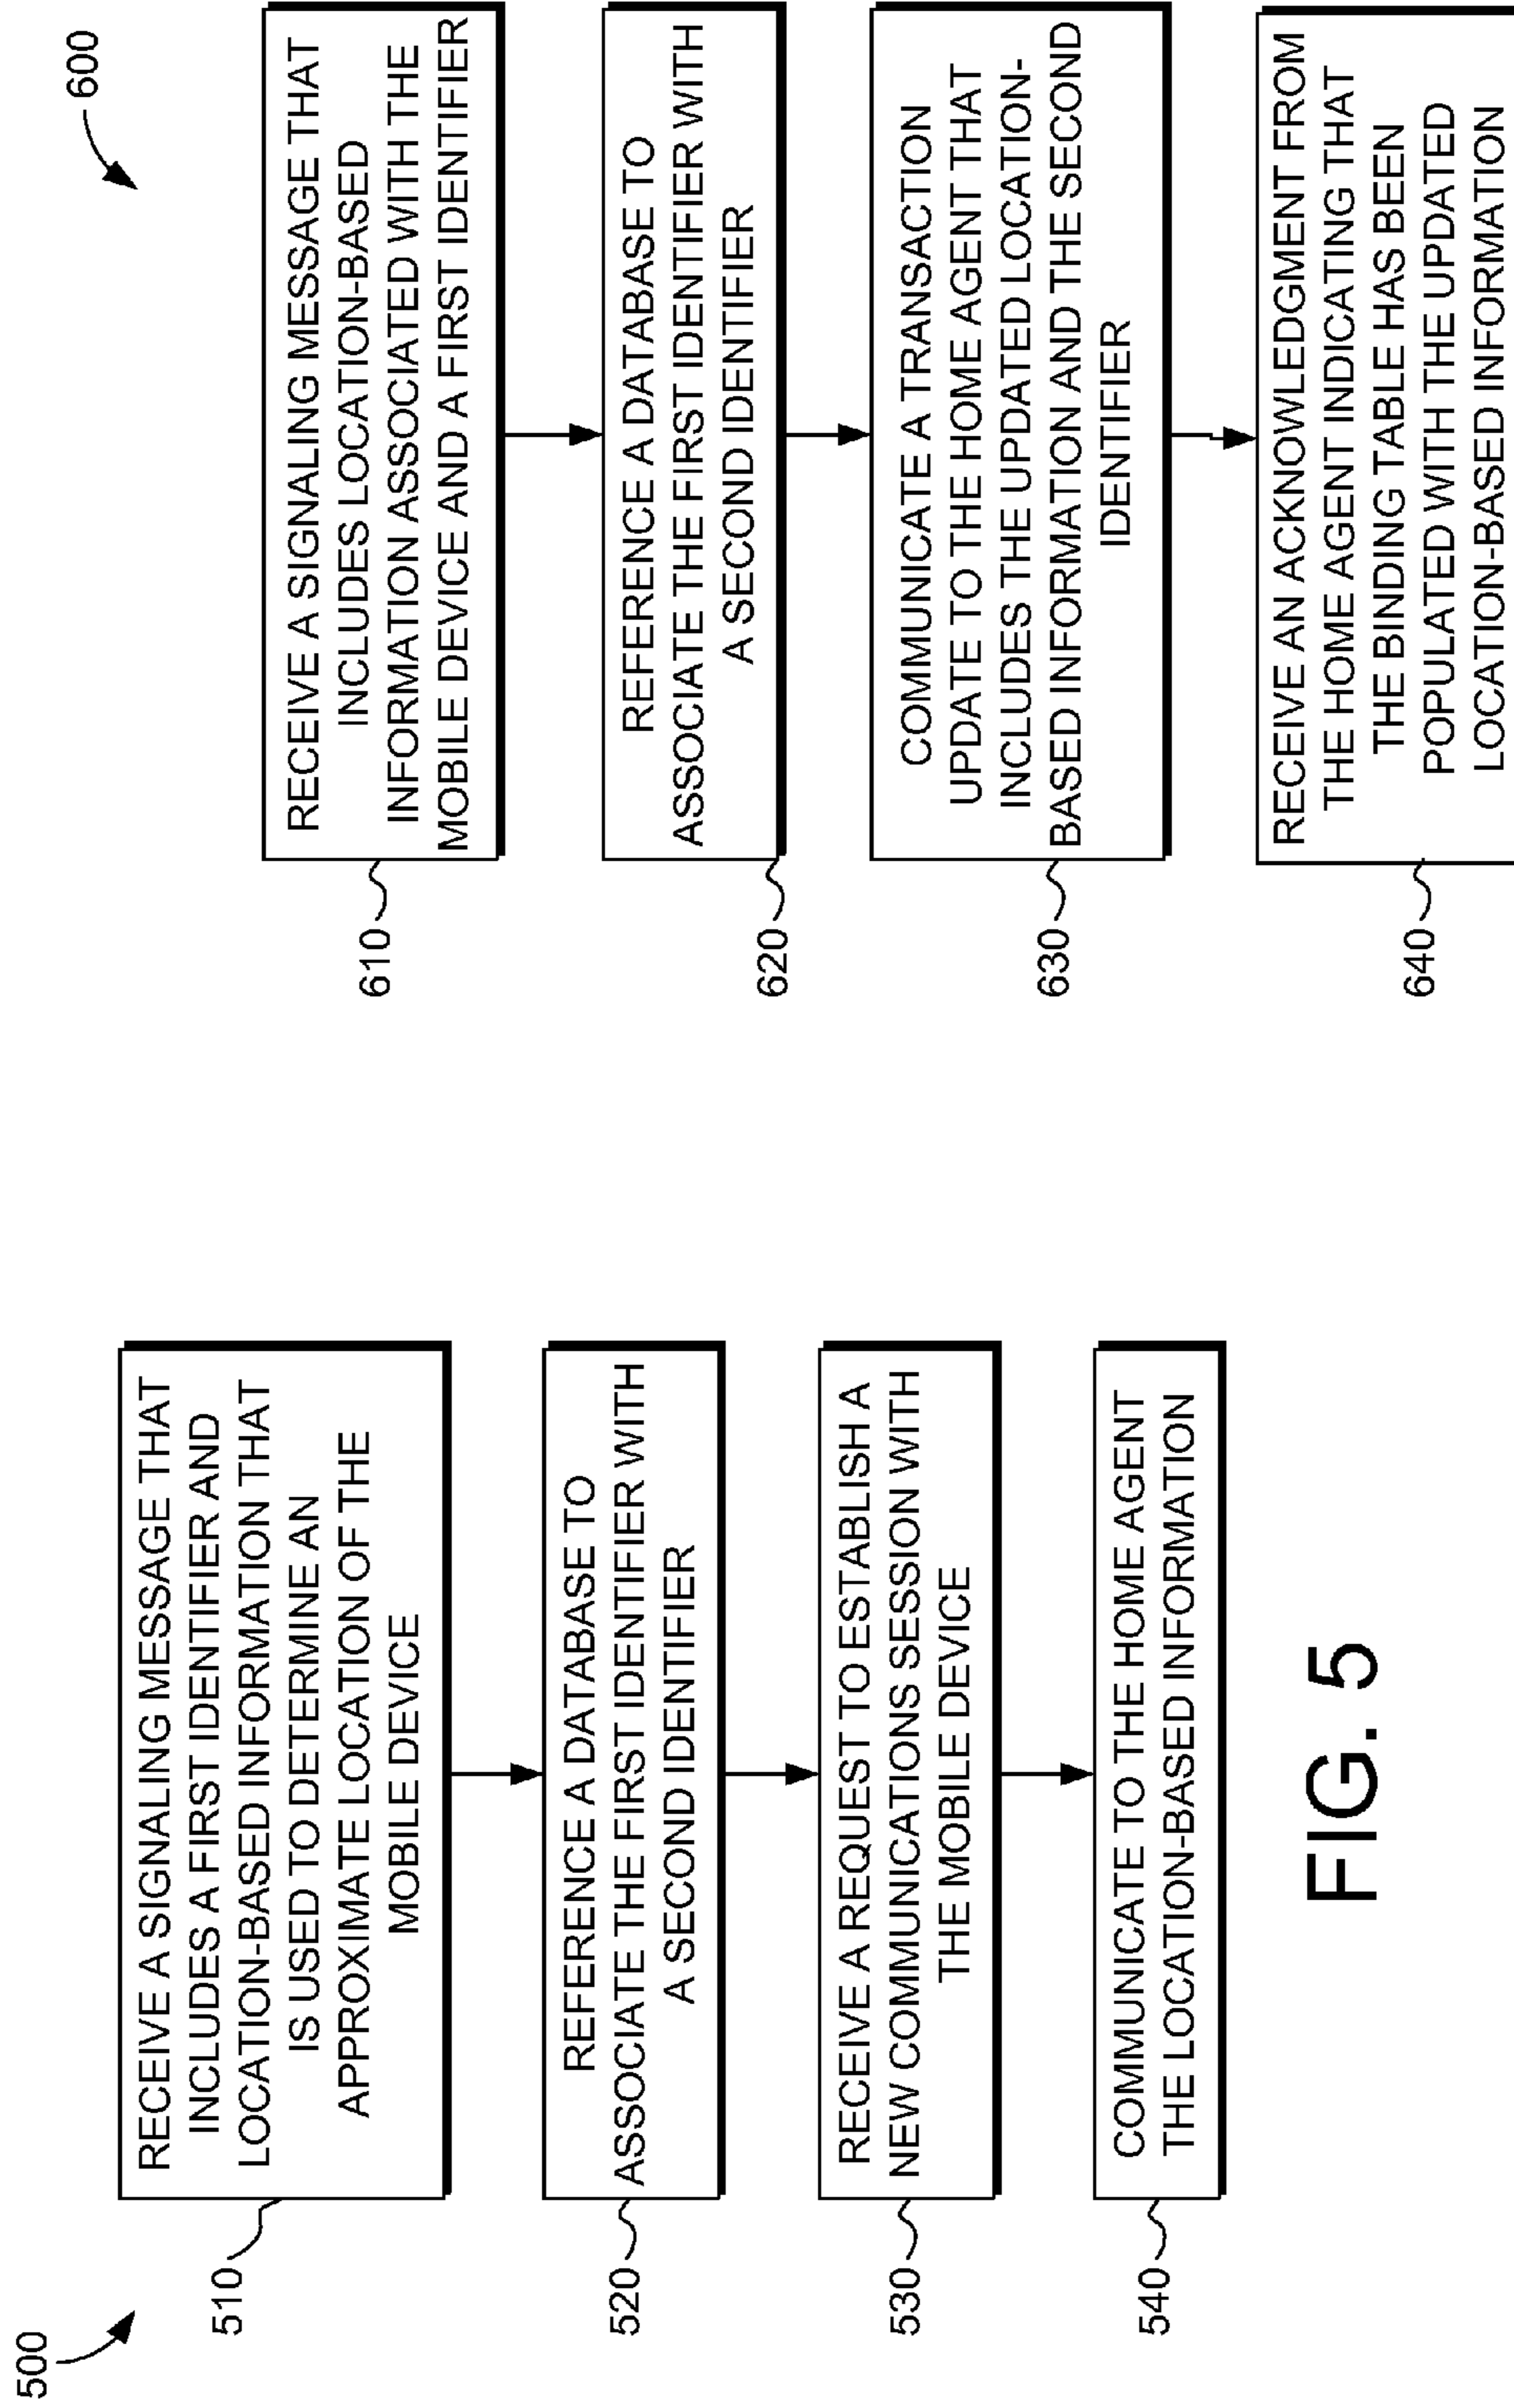 500
510
RECEIVE A SIGNALING MESSAGE THAT
INCLUDES A FIRST IDENTIFIER AND
LOCATION-BASED INFORMATION THAT
IS USED TO DETERMINE AN
APPROXIMATE LOCATION OF THE
MOBILE DEVICE
520
REFERENCE A DATABASE TO
ASSOCIATE THE FIRST IDENTIFIER WITH
A SECOND IDENTIFIER
530
RECEIVE A REQUEST TO ESTABLISH A
NEW COMMUNICATIONS SESSION WITH
THE MOBILE DEVICE
540
COMMUNICATE TO THE HOME AGENT
THE LOCATION-BASED INFORMATION
FIG. 5
600
610
RECEIVE A SIGNALING MESSAGE THAT
INCLUDES LOCATION-BASED
INFORMATION ASSOCIATED WITH THE
MOBILE DEVICE AND A FIRST IDENTIFIER
620
REFERENCE A DATABASE TO
ASSOCIATE THE FIRST IDENTIFIER WITH
A SECOND IDENTIFIER
630
COMMUNICATE A TRANSACTION
UPDATE TO THE HOME AGENT THAT
INCLUDES THE UPDATED LOCATION-
BASED INFORMATION AND THE SECOND
IDENTIFIER
640
RECEIVE AN ACKNOWLEDGMENT FROM
THE HOME AGENT INDICATING THAT
THE BINDING TABLE HAS BEEN
POPULATED WITH THE UPDATED
LOCATION-BASED INFORMATION